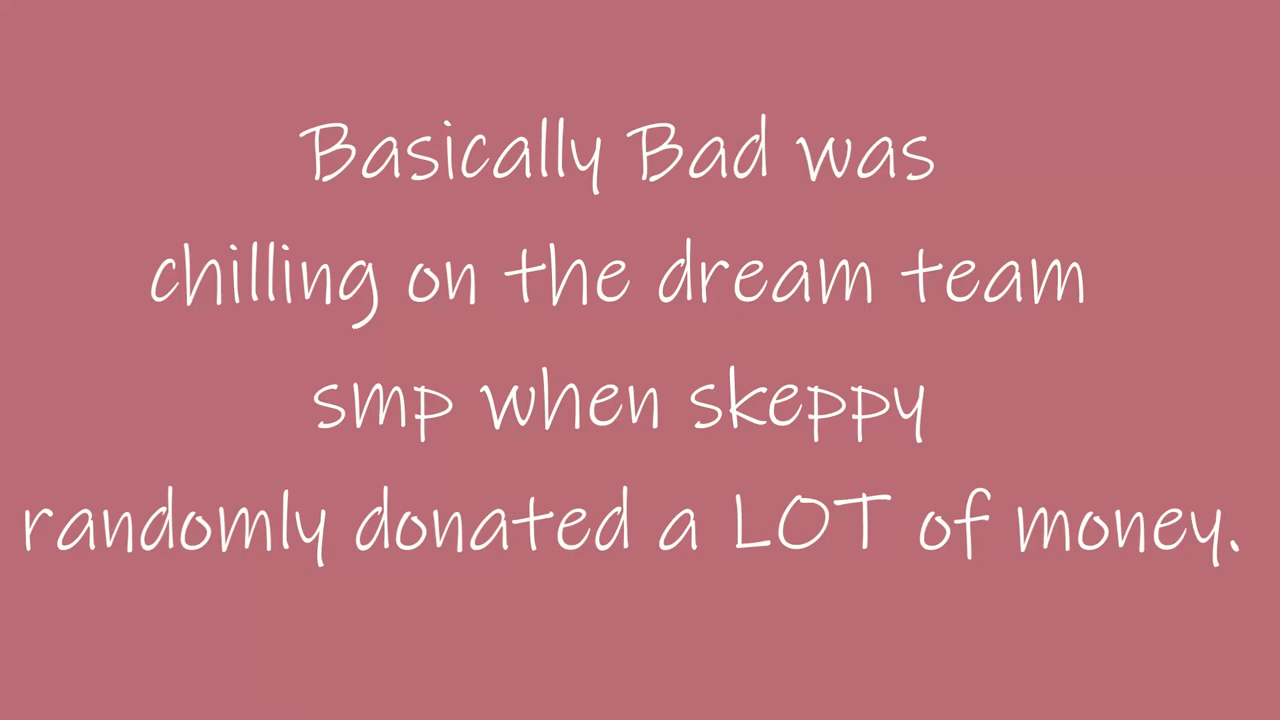 Basically Bad was
chilling on the dream team
smp when skeppy
randomly donated a LOT of money.